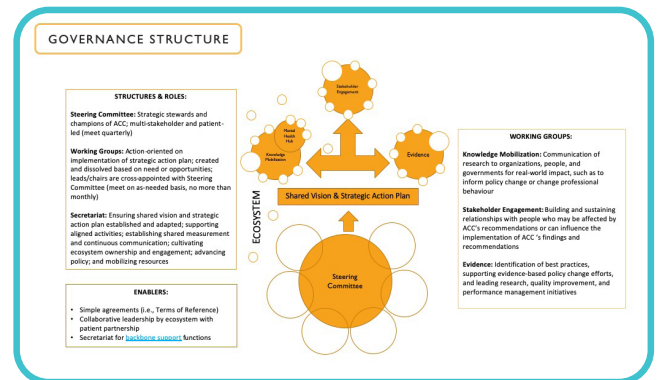 GOVERNANCE STRUCTURE
STRUCTURES & ROLES:
Steering Committee: Strategic stewards and
champions of ACC; multi-stakeholder and patient-
led (meet quarterly)
Working Groups: Action-oriented on
implementation of strategic action plan; created
and dissolved based on need or opportunities;
leads/chairs are cross-appointed with Steering
Committee (meet on as-needed basis, no more than
monthly)
Secretariat: Ensuring shared vision and strategic
action plan established and adapted; supporting
aligned activities; establishing shared measurement
and continuous communication; cultivating
ecosystem ownership and engagement; advancing
policy; and mobilizing resources
ENABLERS:
• Simple agreements (i.e., Terms of Reference)
• Collaborative leadership by ecosystem with
patient partnership
• Secretariat for backbone support functions
ECOSYSTEM
Stakeholder
Engagement
Mental
Health
Hub
Knowledge
Mobilization
Evidence
Shared Vision & Strategic Action Plan
Steering
Committee
WORKING GROUPS:
Knowledge Mobilization: Communication of
research to organizations, people, and
governments for real-world impact, such as to
inform policy change or change professional
behaviour
Stakeholder Engagement: Building and sustaining
relationships with people who may be affected by
ACC's recommendations or can influence the
implementation of ACC 's findings and
recommendations
Evidence: Identification of best practices,
supporting evidence-based policy change efforts,
and leading research, quality improvement, and
performance management initiatives